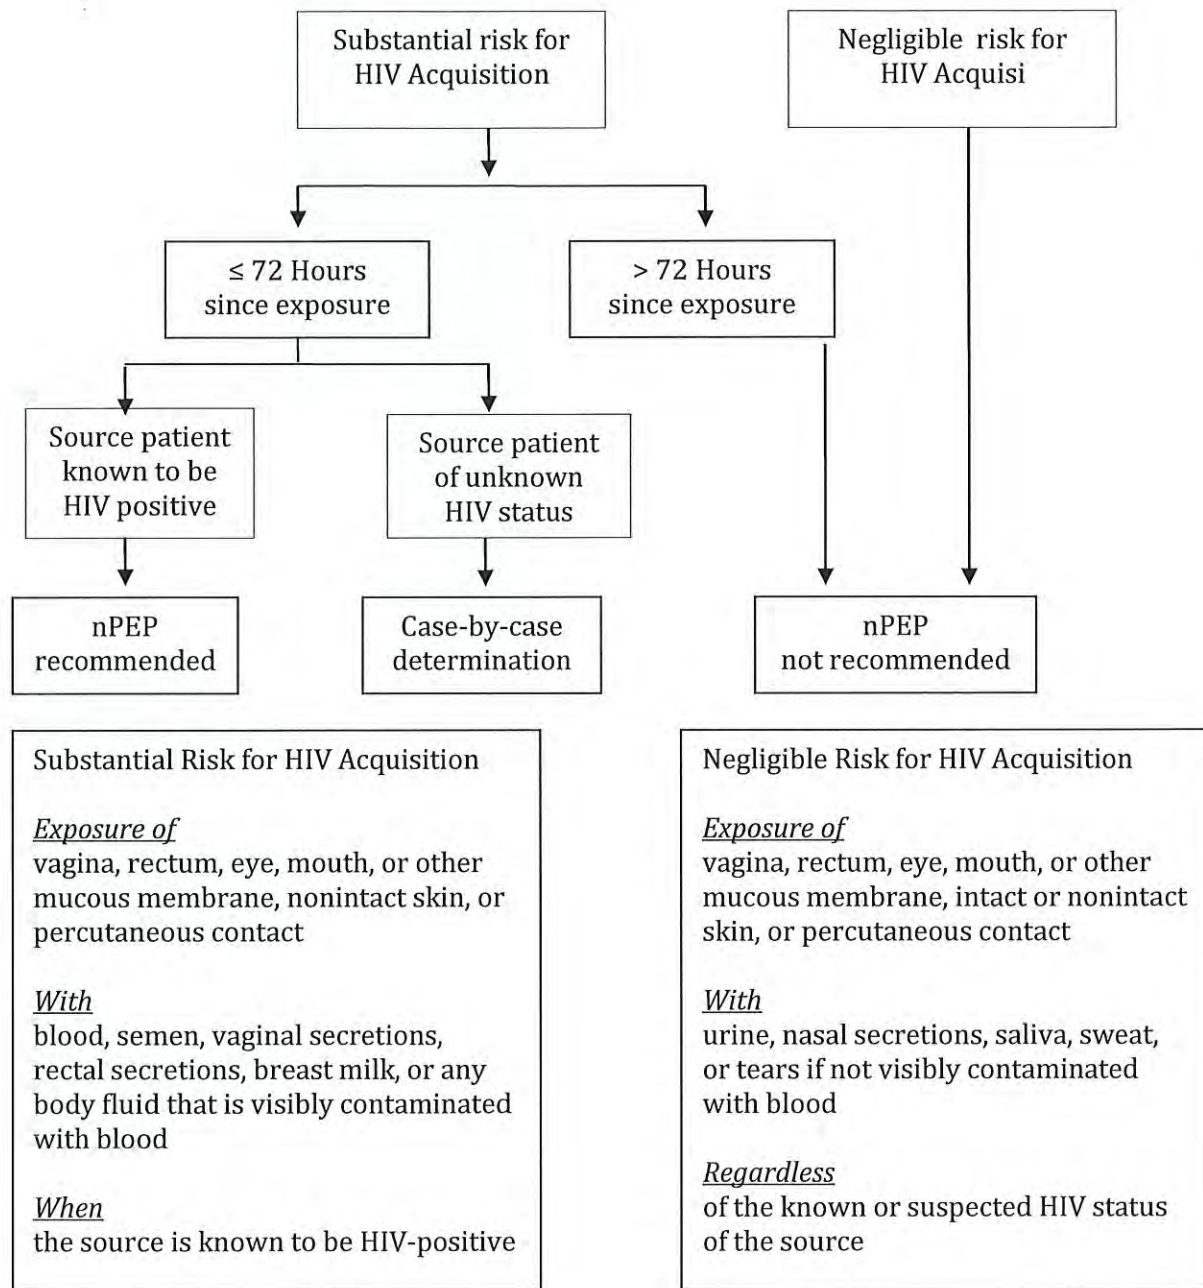 Substantial risk for
HIV Acquisition
Negligible risk for
HIV Acquisi
≤ 72 Hours
since exposure
> 72 Hours
since exposure
Source patient
known to be
HIV positive
Source patient
of unknown
HIV status
nPEP
recommended
Case-by-case
determination
nPEP
not recommended
Substantial Risk for HIV Acquisition
Exposure of
vagina, rectum, eye, mouth, or other
mucous membrane, nonintact skin, or
percutaneous contact
With
blood, semen, vaginal secretions,
rectal secretions, breast milk, or any
body fluid that is visibly contaminated
with blood
When
the source is known to be HIV-positive
Negligible Risk for HIV Acquisition
Exposure of
vagina, rectum, eye, mouth, or other
mucous membrane, intact or nonintact
skin, or percutaneous contact
With
urine, nasal secretions, saliva, sweat,
or tears if not visibly contaminated
with blood
Regardless
of the known or suspected HIV status
of the source